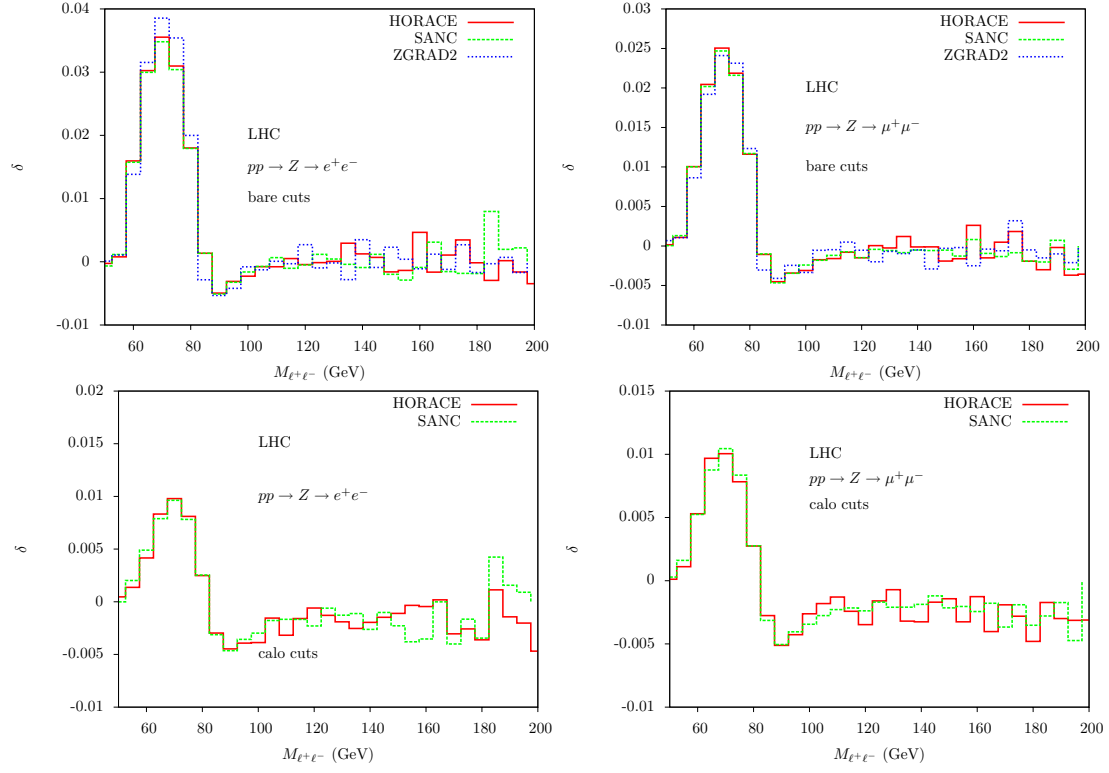 0.04
0.03
0.02
0.01
0
-0.01
δ
60 80 100 120 140 160 180 200
M_{ℓ+ℓ−} (GeV)
HORACE
SANC
ZGRAD2
LHC
pp → Z → e⁺e⁻
bare cuts
0.03
0.025
0.02
0.015
0.01
0.005
0
-0.005
-0.01
δ
60 80 100 120 140 160 180 200
M_{ℓ+ℓ−} (GeV)
HORACE
SANC
ZGRAD2
LHC
pp → Z → μ⁺μ⁻
bare cuts
0.02
0.015
0.01
0.005
0
-0.005
-0.01
δ
60 80 100 120 140 160 180 200
M_{ℓ+ℓ−} (GeV)
HORACE
SANC
LHC
pp → Z → e⁺e⁻
calo cuts
0.015
0.01
0.005
0
-0.005
-0.01
δ
60 80 100 120 140 160 180 200
M_{ℓ+ℓ−} (GeV)
HORACE
SANC
LHC
pp → Z → μ⁺μ⁻
calo cuts